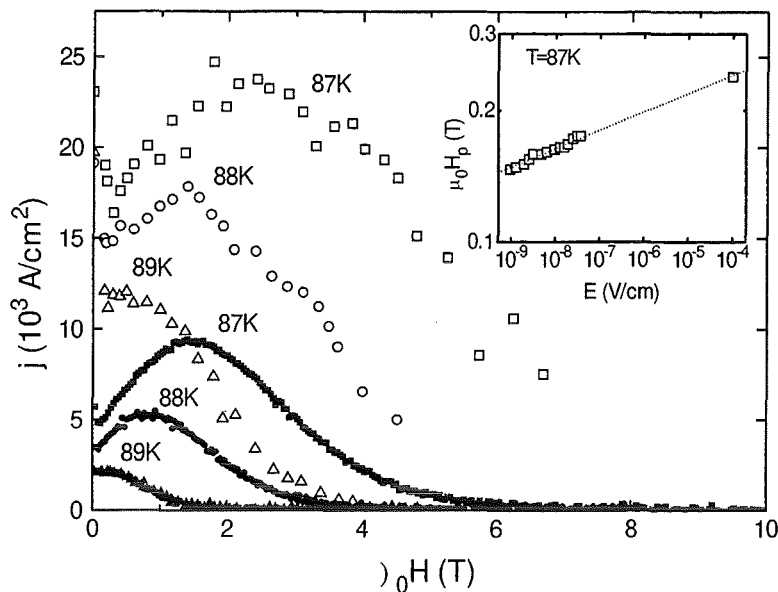 25
20
15
10
5
0
j (10³ A/cm²)
87K
88K
89K
87K
88K
89K
0 2 4 6 8 10
)₀H (T)
T=87K
0.2
0.1
μ₀Hₚ (T)
10⁻⁹ 10⁻⁸ 10⁻⁷ 10⁻⁶ 10⁻⁵ 10⁻⁴
E (V/cm)